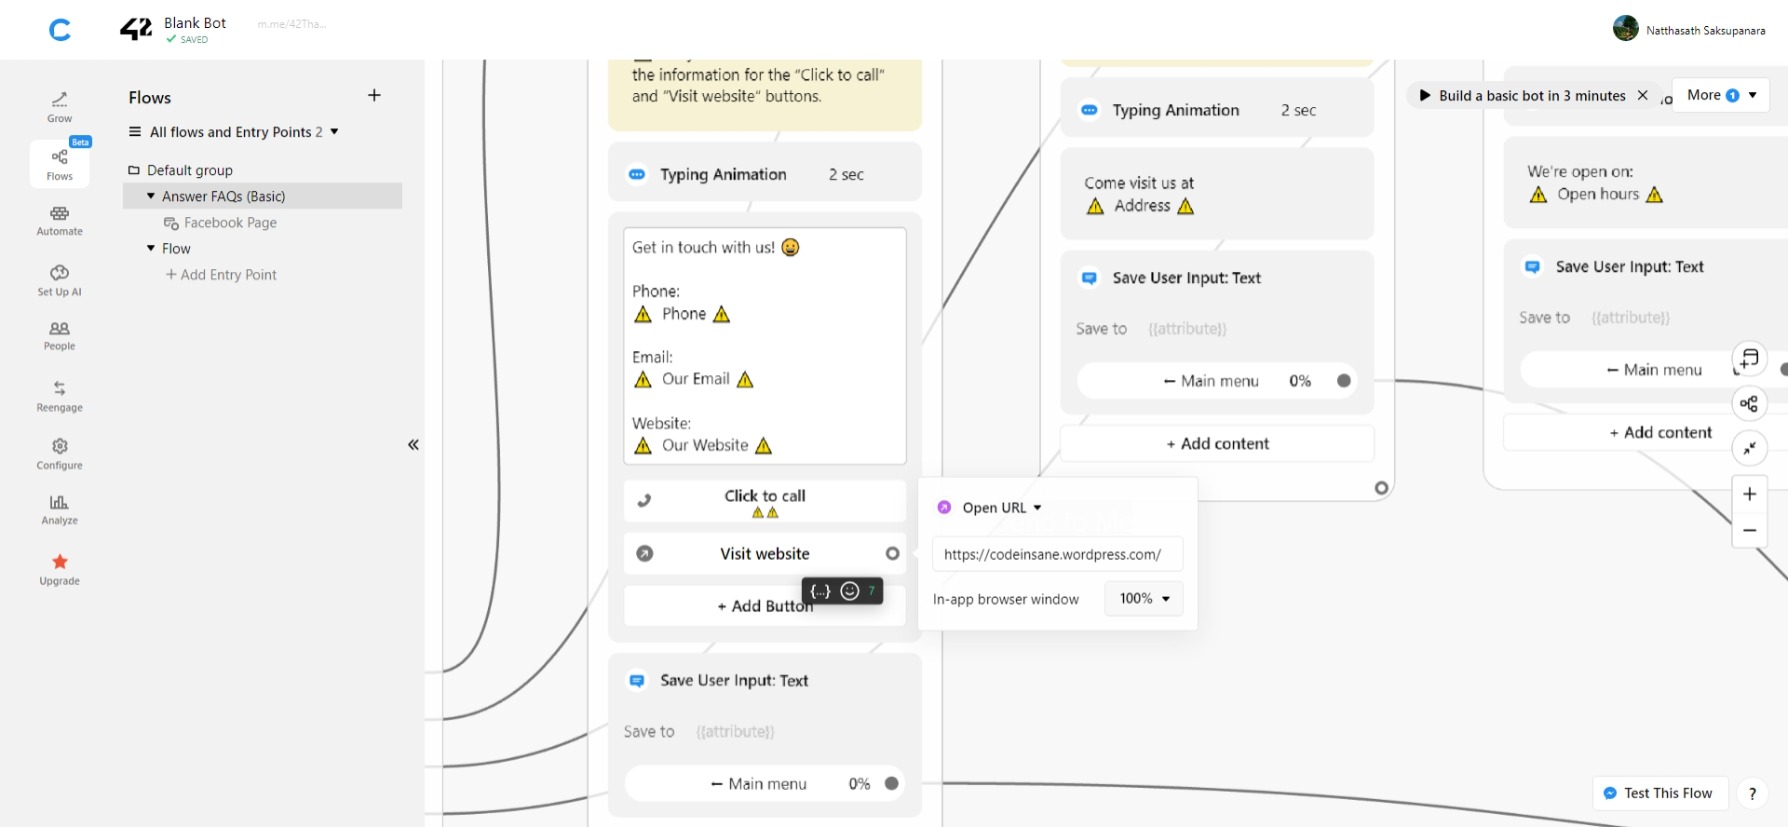 42
Blank Bot
SAVED
m.me/42Tha...
Natthasath Saksupanara
Grow
Beta
Flows
Automate
Set Up AI
People
Reengage
Configure
Analyze
Upgrade
Flows
All flows and Entry Points 2
Default group
Answer FAQs (Basic)
Facebook Page
Flow
+ Add Entry Point
the information for the “Click to call”
and “Visit website“ buttons.
Typing Animation 2 sec
Get in touch with us! 😀
Phone:
⚠️ Phone ⚠️
Email:
⚠️ Our Email ⚠️
Website:
⚠️ Our Website ⚠️
Click to call
⚠️⚠️
Visit website
{...} 7
+ Add Button
Save User Input: Text
Save to {{attribute}}
← Main menu 0%
Open URL
https://codeinsane.wordpress.com/
In-app browser window 100%
Typing Animation 2 sec
Come visit us at
⚠️ Address ⚠️
Save User Input: Text
Save to {{attribute}}
← Main menu 0%
+ Add content
Build a basic bot in 3 minutes
More 1
We're open on:
⚠️ Open hours ⚠️
Save User Input: Text
Save to {{attribute}}
← Main menu
+ Add content
Test This Flow
?